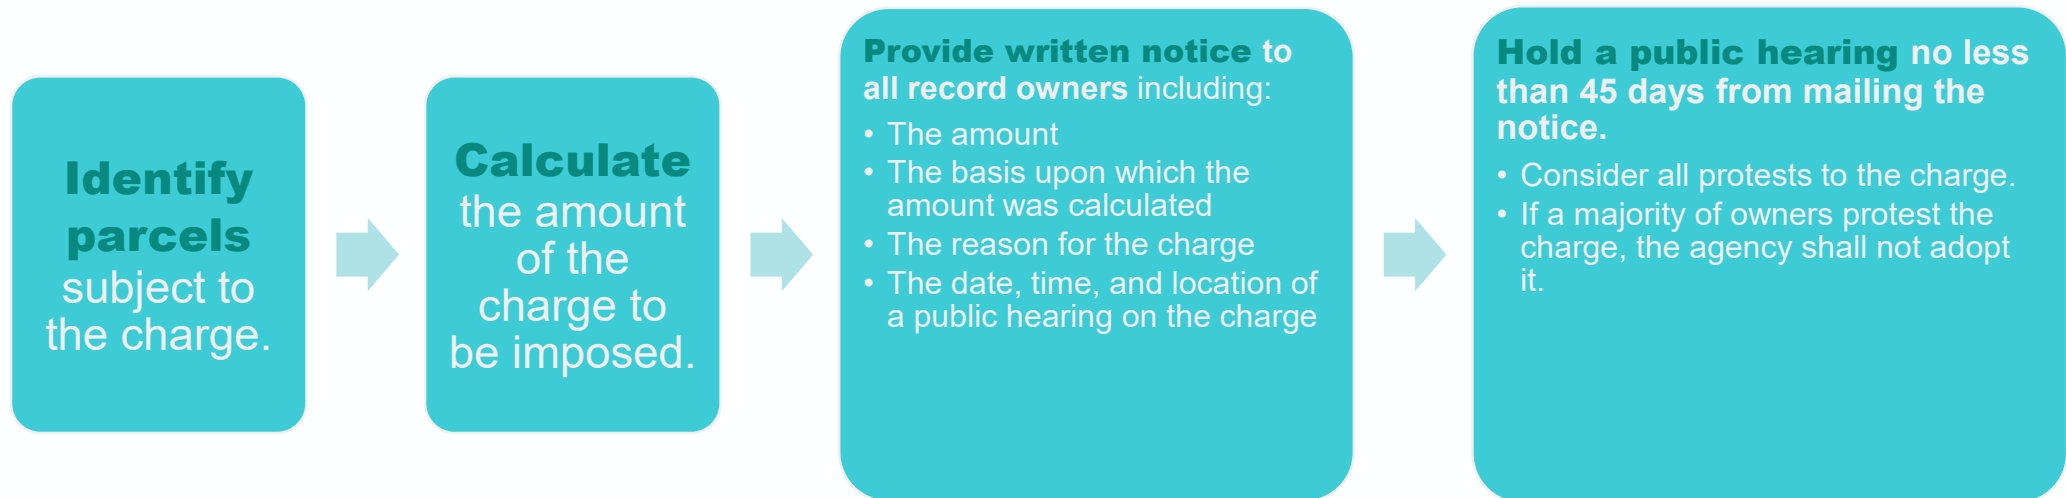 Identify
parcels
subject to
the charge.
Calculate
the amount
of the
charge to
be imposed.
Provide written notice to
all record owners including:
• The amount
• The basis upon which the
amount was calculated
• The reason for the charge
• The date, time, and location of
a public hearing on the charge
Hold a public hearing no less
than 45 days from mailing the
notice.
• Consider all protests to the charge.
• If a majority of owners protest the
charge, the agency shall not adopt
it.